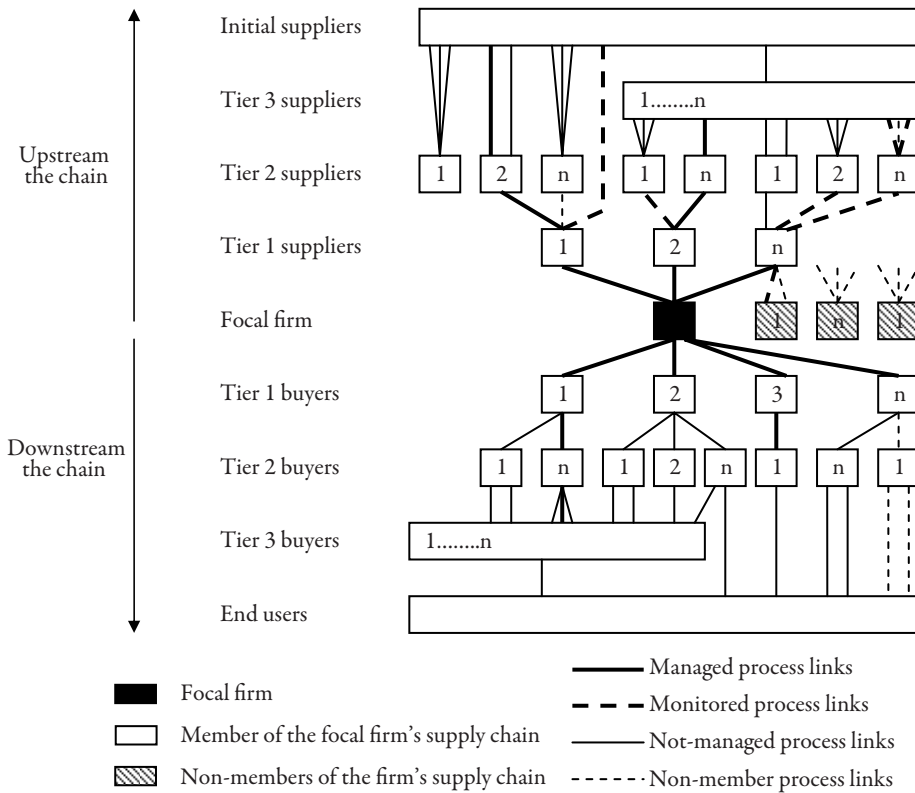 Initial suppliers
Tier 3 suppliers
1........n
Upstream
the chain
Tier 2 suppliers
1 2 n 1 n 1 2 n
Tier 1 suppliers
1 2 n
Focal firm
1 n 1
Tier 1 buyers
1 2 3 n
Downstream
the chain
Tier 2 buyers
1 n 1 2 n 1 n 1
Tier 3 buyers
1........n
End users
Focal firm
Member of the focal firm's supply chain
Non-members of the firm's supply chain
Managed process links
Monitored process links
Not-managed process links
Non-member process links